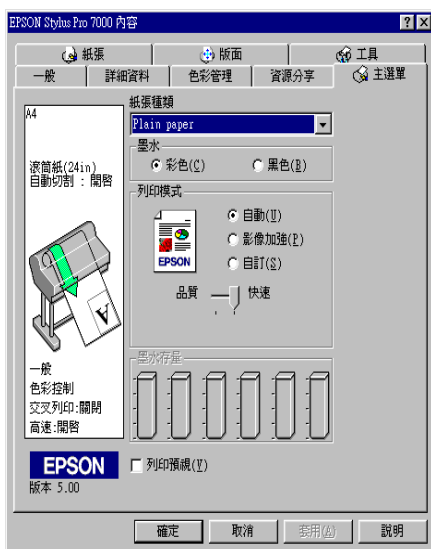 EPSON Stylus Pro 7000 內容
紙張
版面
工具
一般
詳細資料
色彩管理
資源分享
主選單
A4
滾筒紙(24in)
自動切割 : 開啓
A
一般
色彩控制
交叉列印:關閉
高速:開啓
EPSON
版本 5.00
紙張種類
Plain paper
墨水
彩色(C)
黑色(B)
列印模式
EPSON
自動(U)
影像加強(P)
自訂(S)
品質
快速
墨水存量
列印預視(V)
確定
取消
套用(A)
說明